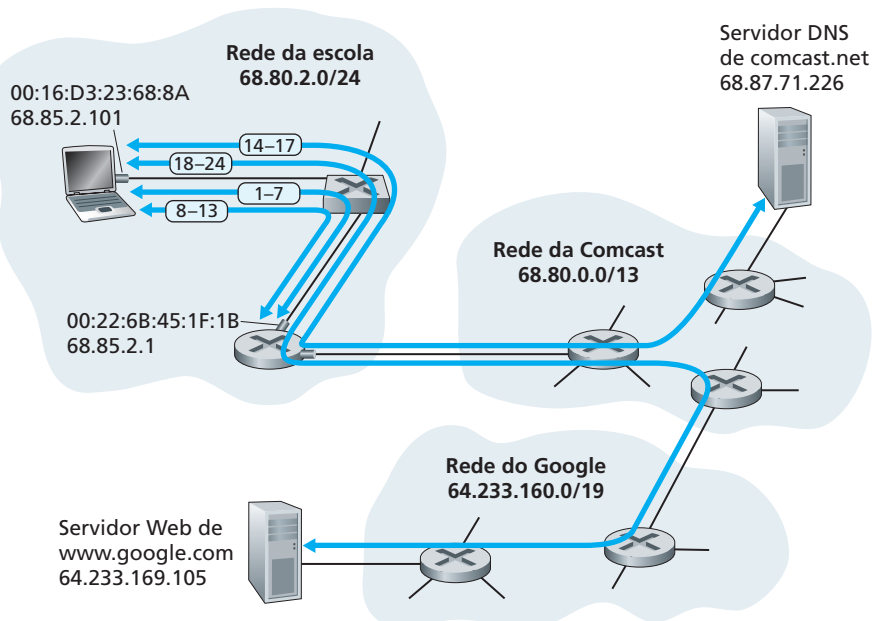 Rede da escola
68.80.2.0/24
Servidor DNS
de comcast.net
68.87.71.226
00:16:D3:23:68:8A
68.85.2.101
14–17
18–24
1–7
8–13
Rede da Comcast
68.80.0.0/13
00:22:6B:45:1F:1B
68.85.2.1
Rede do Google
64.233.160.0/19
Servidor Web de
www.google.com
64.233.169.105